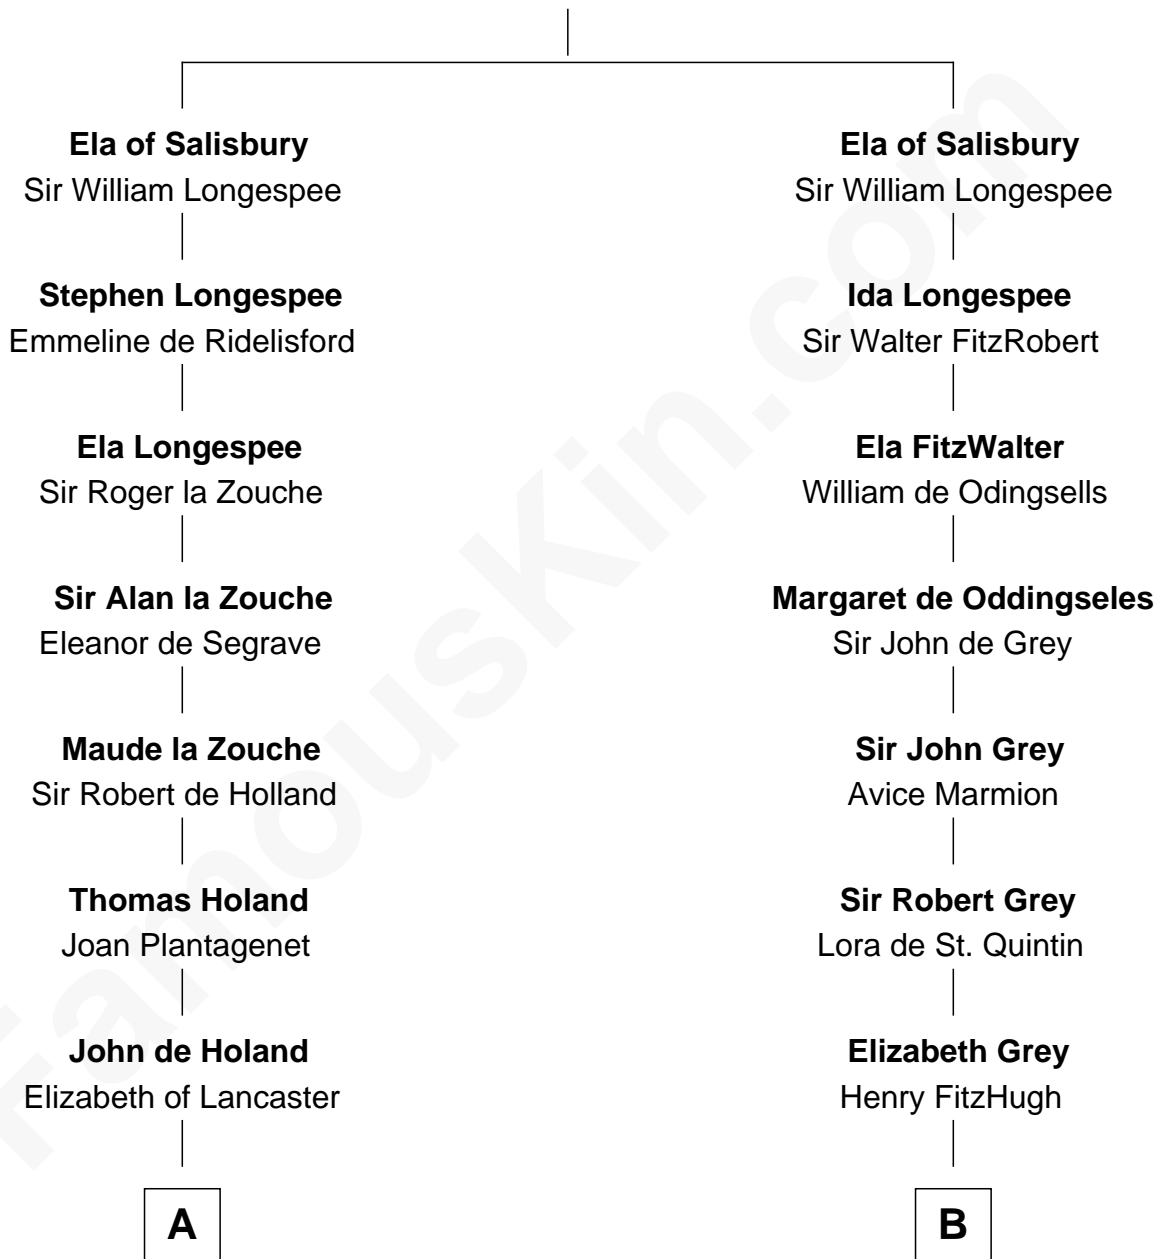 Ela of Salisbury
Sir William Longespee
Stephen Longespee
Emmeline de Ridelisford
Ela Longespee
Sir Roger la Zouche
Sir Alan la Zouche
Eleanor de Segrave
Maude la Zouche
Sir Robert de Holland
Thomas Holand
Joan Plantagenet
John de Holand
Elizabeth of Lancaster
A
Ela of Salisbury
Sir William Longespee
Ida Longespee
Sir Walter FitzRobert
Ela FitzWalter
William de Odingsells
Margaret de Oddingseles
Sir John de Grey
Sir John Grey
Avice Marmion
Sir Robert Grey
Lora de St. Quintin
Elizabeth Grey
Henry FitzHugh
B
FamousKin.com